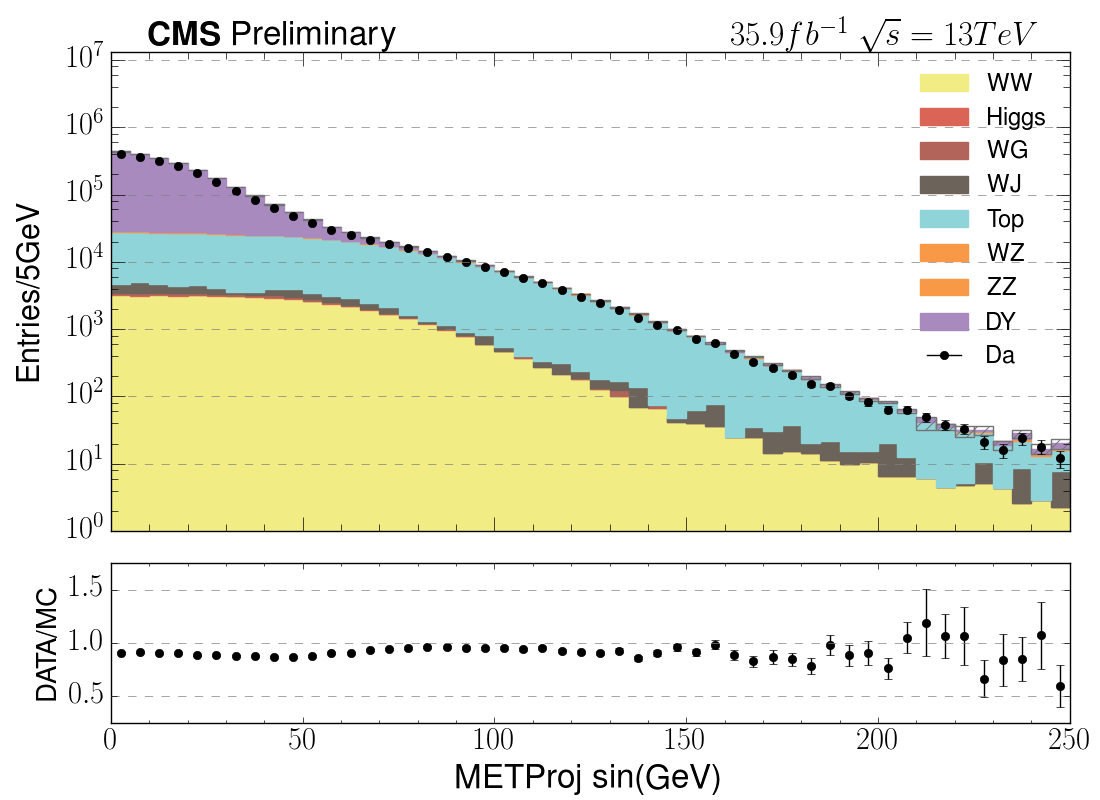 CMS Preliminary 35.9fb⁻¹ √s = 13TeV
10⁷
10⁶
10⁵
10⁴
10³
10²
10¹
10⁰
Entries/5GeV
WW
Higgs
WG
WJ
Top
WZ
ZZ
DY
Da
1.5
1.0
0.5
DATA/MC
0 50 100 150 200 250
METProj sin(GeV)